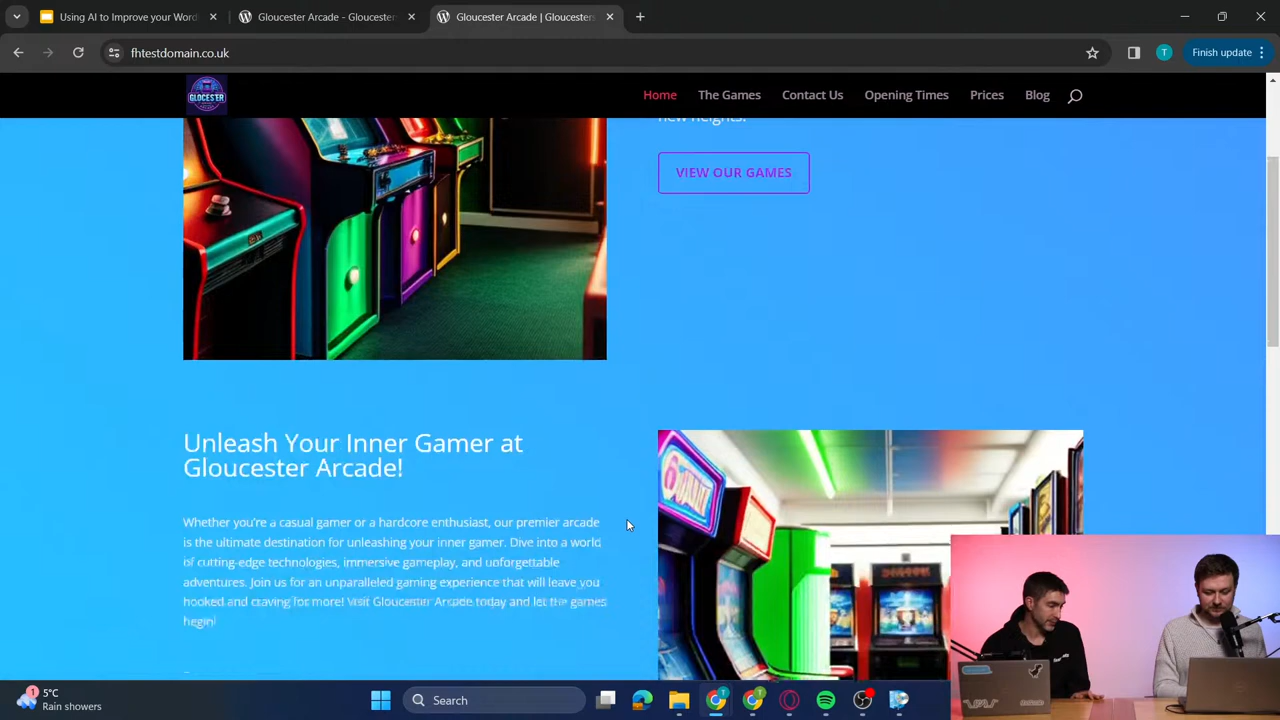 Using AI to Improve your Word
Gloucester Arcade - Gloucester
Gloucester Arcade | Gloucesters
fhtestdomain.co.uk
T
Finish update
GLOCESTER
Home
The Games
Contact Us
Opening Times
Prices
Blog
new heights!
VIEW OUR GAMES
Unleash Your Inner Gamer at
Gloucester Arcade!
Whether you're a casual gamer or a hardcore enthusiast, our premier arcade
is the ultimate destination for unleashing your inner gamer. Dive into a world
of cutting-edge technologies, immersive gameplay, and unforgettable
adventures. Join us for an unparalleled gaming experience that will leave you
hooked and craving for more! Visit Gloucester Arcade today and let the games
begin!
1
5°C
Rain showers
Search